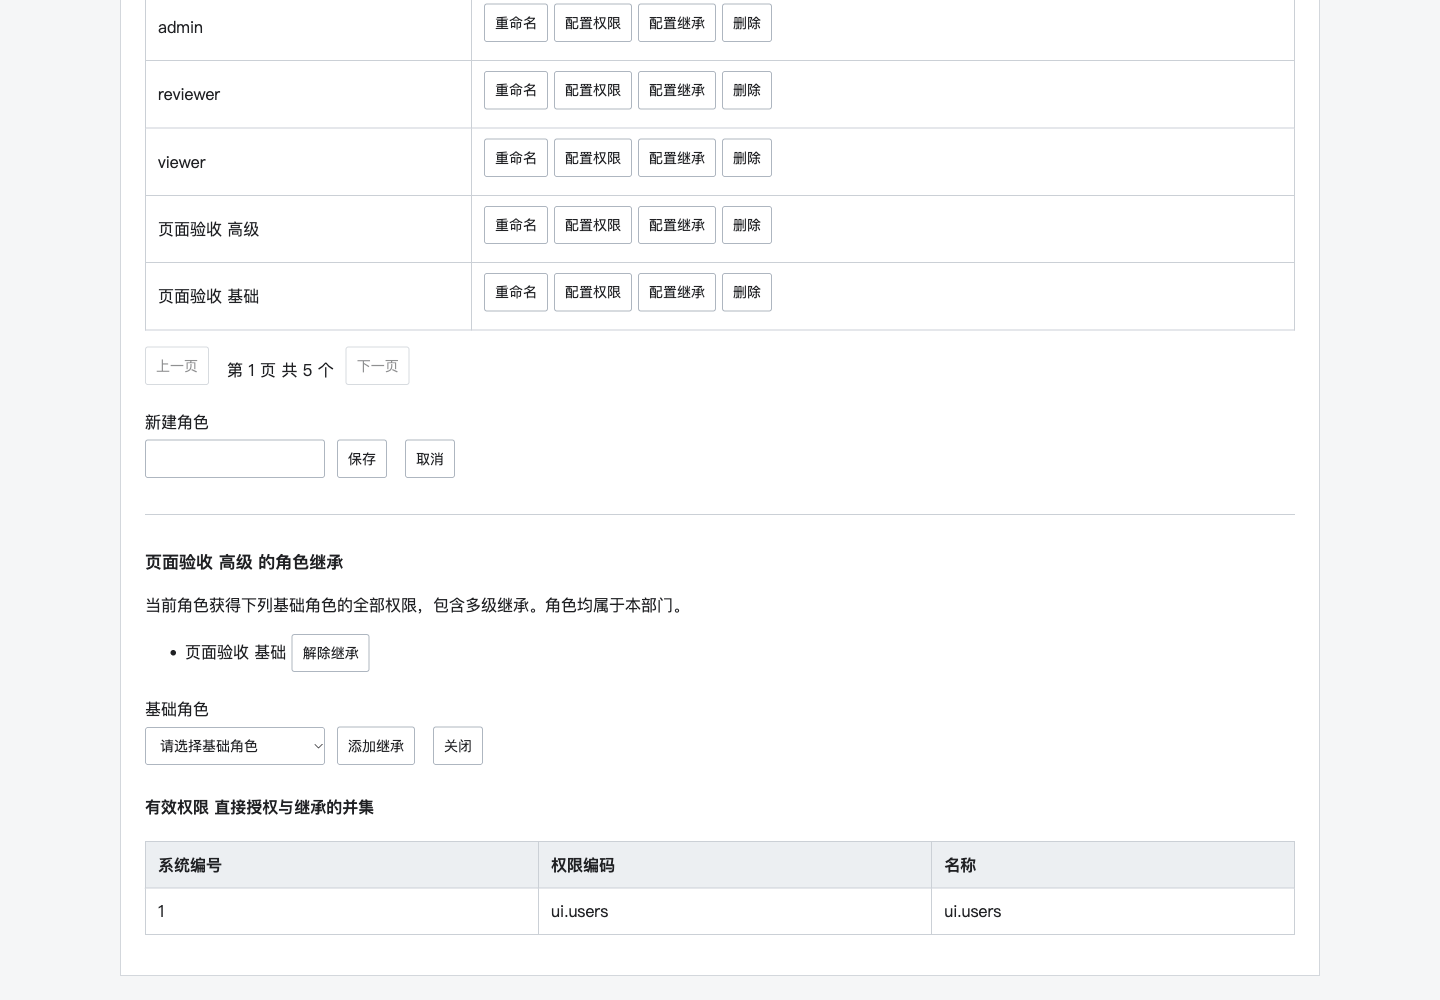 admin 重命名 配置权限 配置继承 删除
reviewer 重命名 配置权限 配置继承 删除
viewer 重命名 配置权限 配置继承 删除
页面验收 高级 重命名 配置权限 配置继承 删除
页面验收 基础 重命名 配置权限 配置继承 删除
上一页 第 1 页 共 5 个 下一页
新建角色
保存 取消
页面验收 高级 的角色继承
当前角色获得下列基础角色的全部权限，包含多级继承。角色均属于本部门。
• 页面验收 基础 解除继承
基础角色
请选择基础角色 添加继承 关闭
有效权限 直接授权与继承的并集
系统编号 权限编码 名称
1 ui.users ui.users